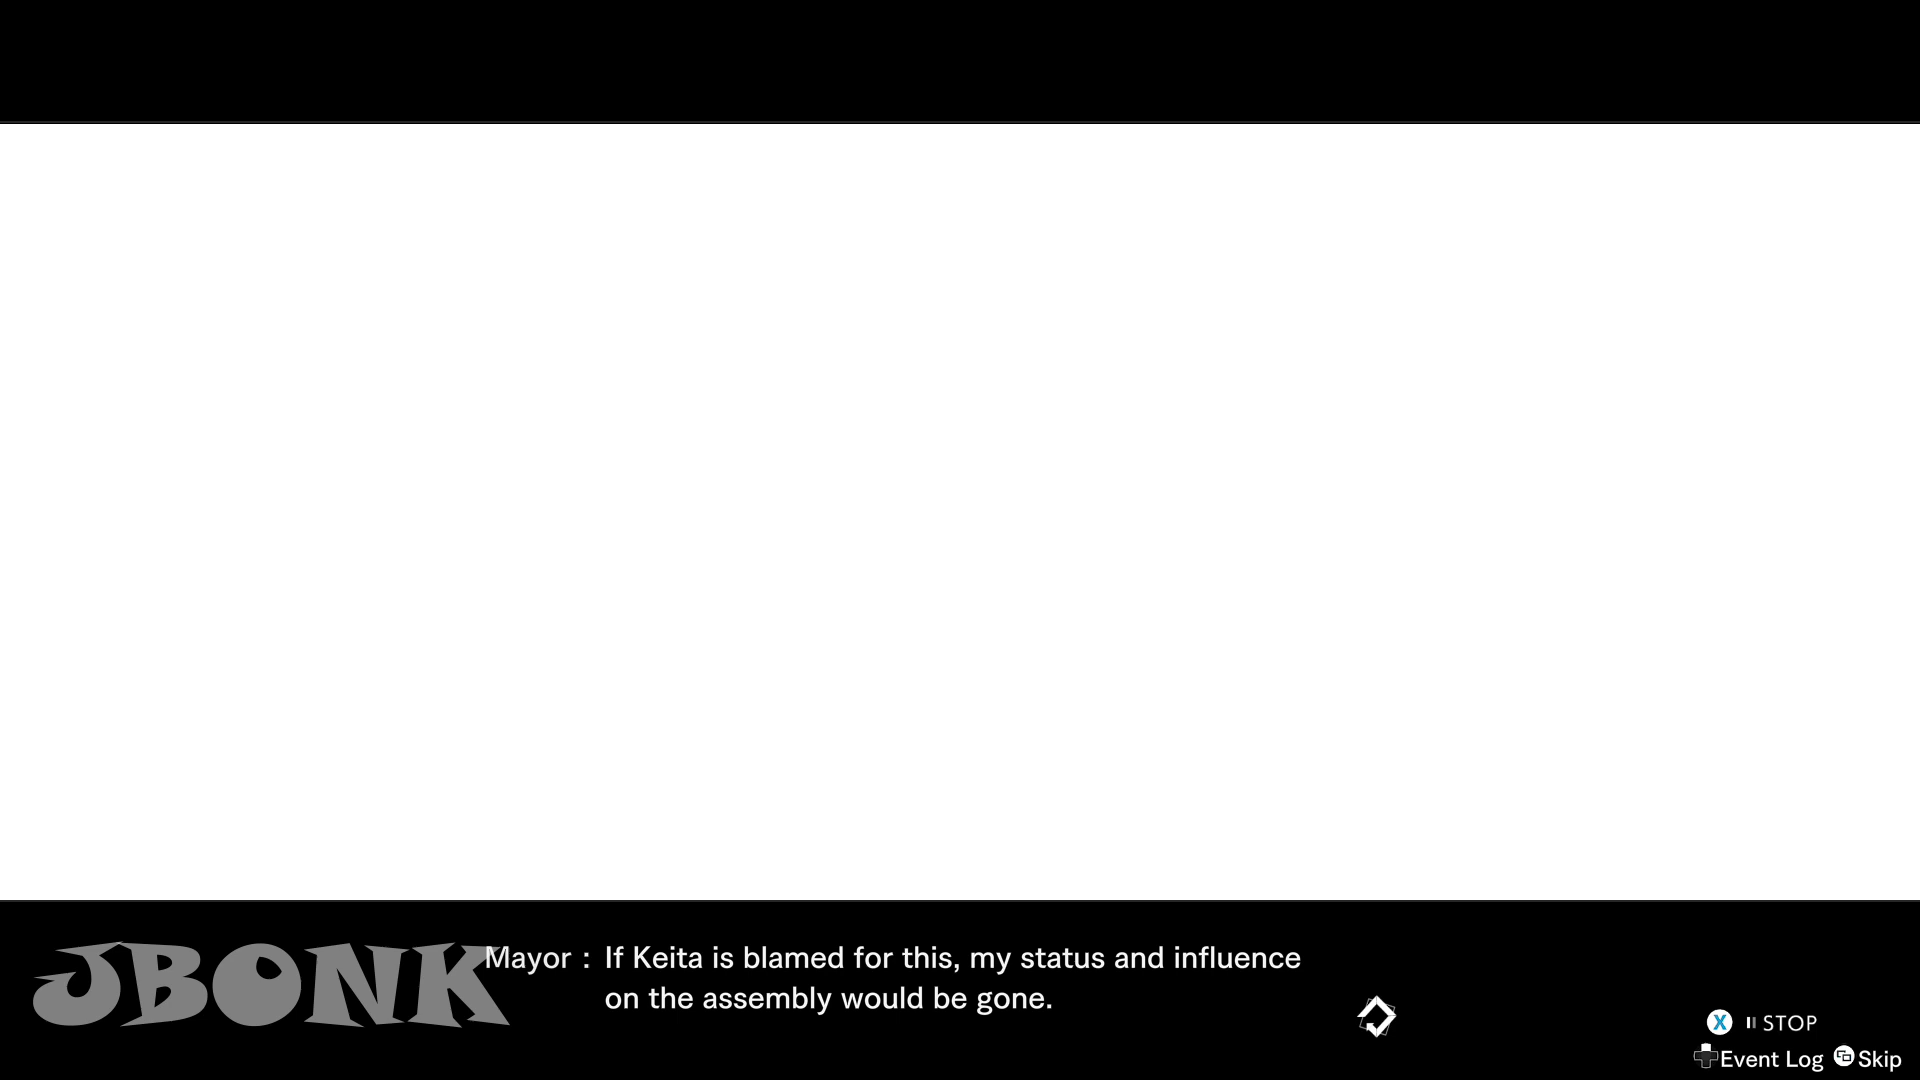 JBONK
Mayor : If Keita is blamed for this, my status and influence
on the assembly would be gone.
X STOP
Event Log Skip